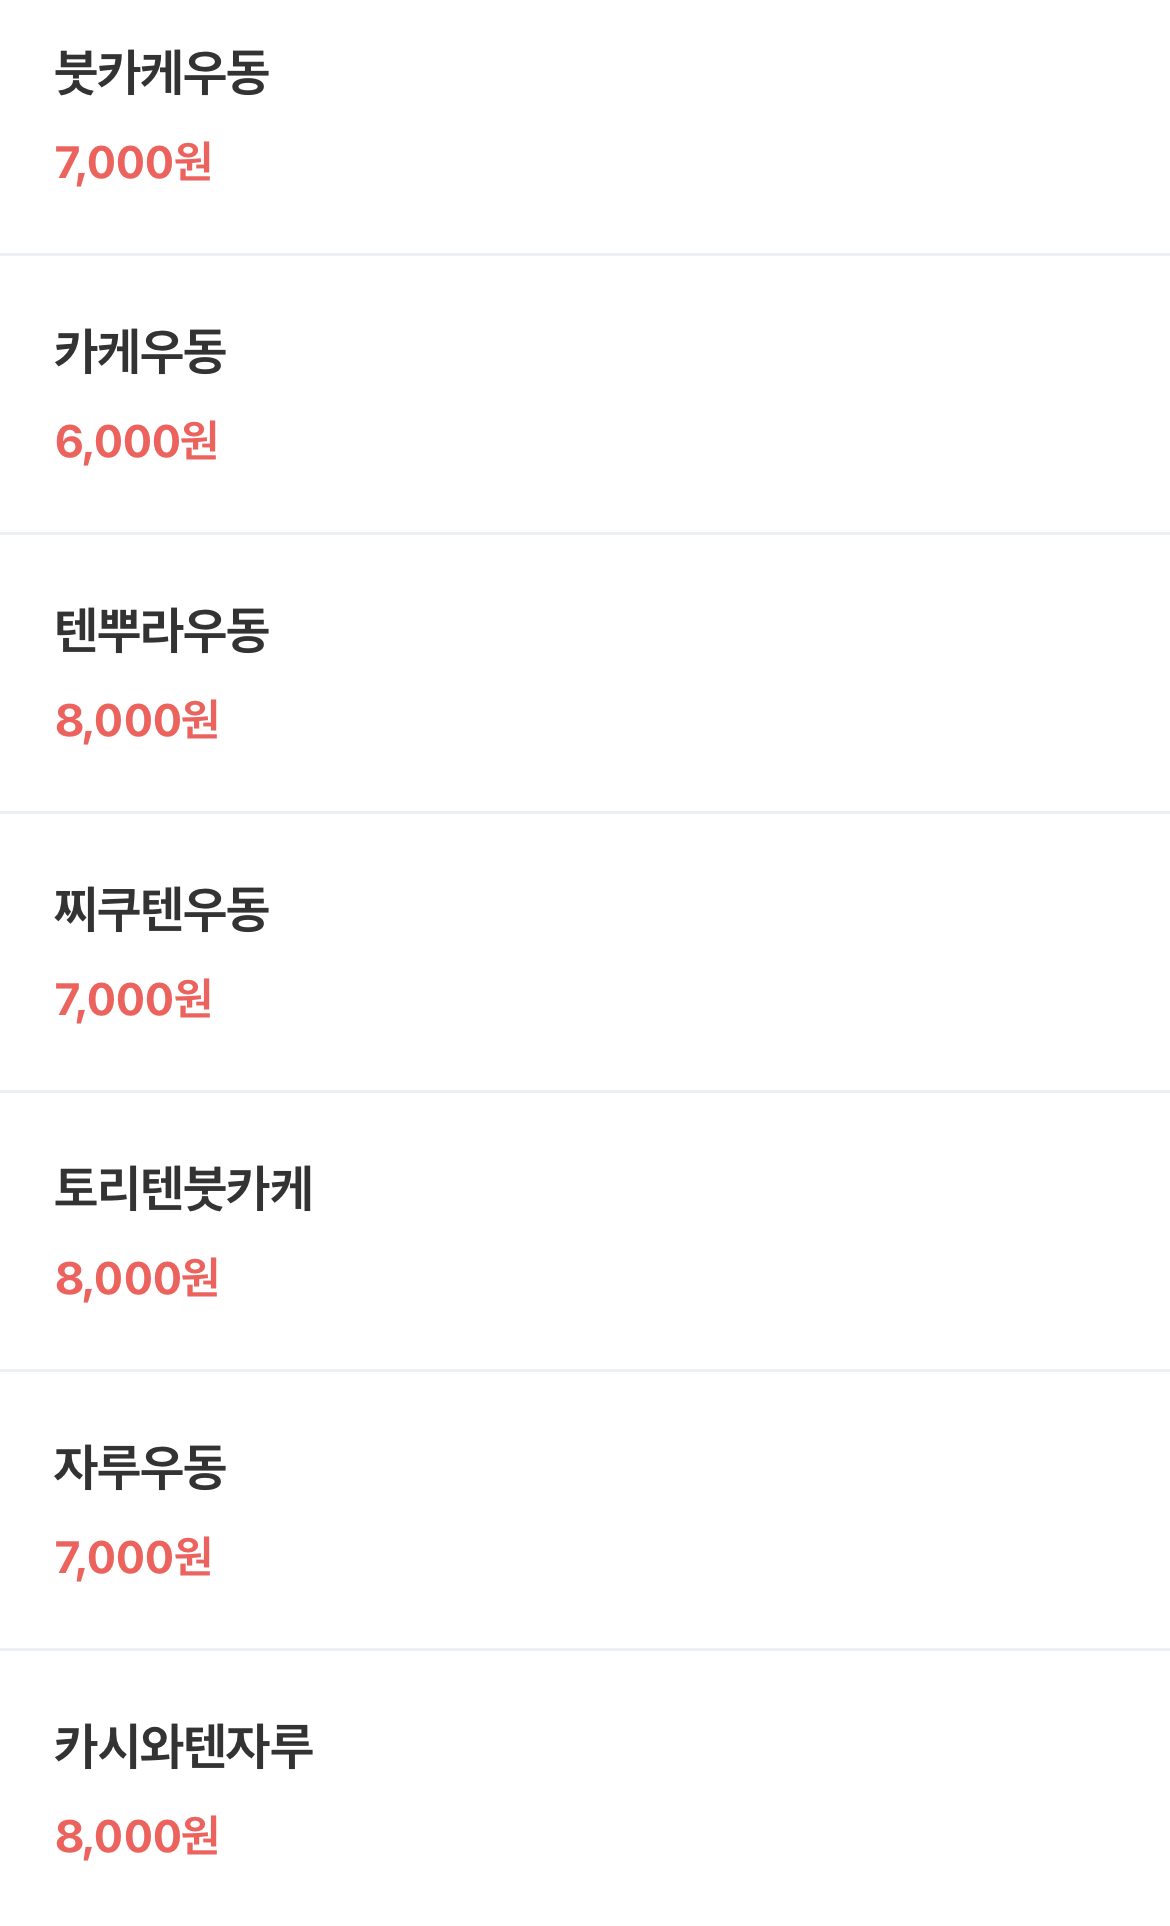 붓카케우동
7,000원
카케우동
6,000원
텐뿌라우동
8,000원
찌쿠텐우동
7,000원
토리텐붓카케
8,000원
자루우동
7,000원
카시와텐자루
8,000원